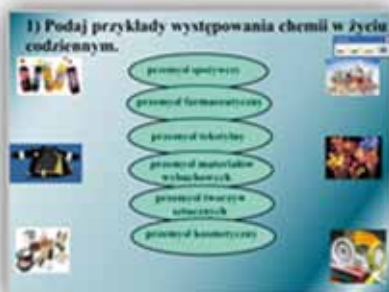 1) Podaj przykłady występowania chemii w życiu
codziennym.
przemysł spożywczy
przemysł farmaceutyczny
przemysł tekstylny
przemysł materiałów
wybuchowych
przemysł tworzyw
sztucznych
przemysł kosmetyczny